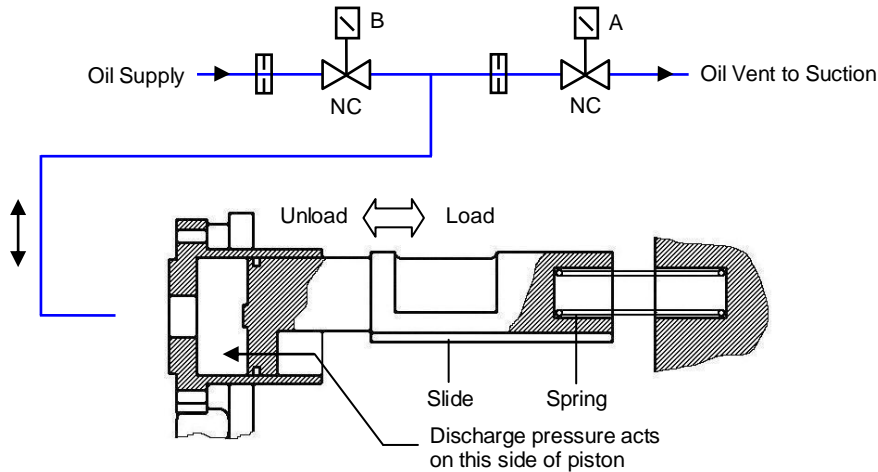 B
A
Oil Supply
Oil Vent to Suction
NC
NC
Unload
Load
Slide
Spring
Discharge pressure acts
on this side of piston